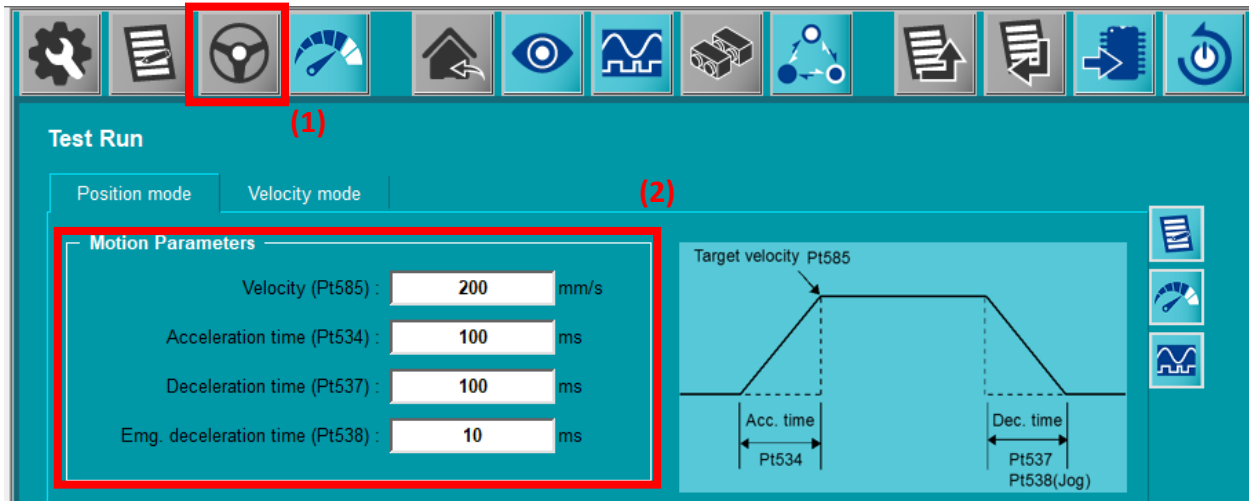 (1)
Test Run
Position mode Velocity mode
(2)
Motion Parameters
Velocity (Pt585) : 200 mm/s
Acceleration time (Pt534) : 100 ms
Deceleration time (Pt537) : 100 ms
Emg. deceleration time (Pt538) : 10 ms
Target velocity Pt585
Acc. time
Pt534
Dec. time
Pt537
Pt538(Jog)